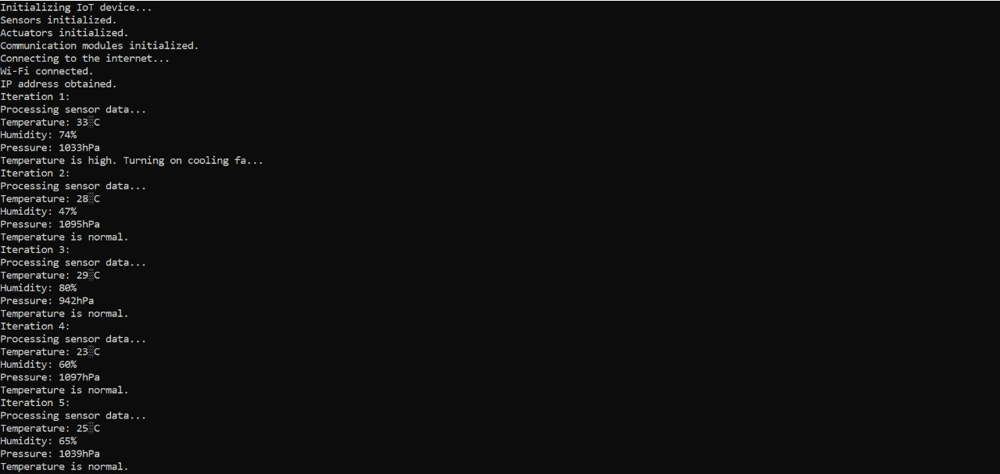 Initializing IoT device...
Sensors initialized.
Actuators initialized.
Communication modules initialized.
Connecting to the internet...
Wi-Fi connected.
IP address obtained.
Iteration 1:
Processing sensor data...
Temperature: 33░C
Humidity: 74%
Pressure: 1033hPa
Temperature is high. Turning on cooling fa...
Iteration 2:
Processing sensor data...
Temperature: 28░C
Humidity: 47%
Pressure: 1095hPa
Temperature is normal.
Iteration 3:
Processing sensor data...
Temperature: 29░C
Humidity: 80%
Pressure: 942hPa
Temperature is normal.
Iteration 4:
Processing sensor data...
Temperature: 23░C
Humidity: 60%
Pressure: 1097hPa
Temperature is normal.
Iteration 5:
Processing sensor data...
Temperature: 25░C
Humidity: 65%
Pressure: 1039hPa
Temperature is normal.